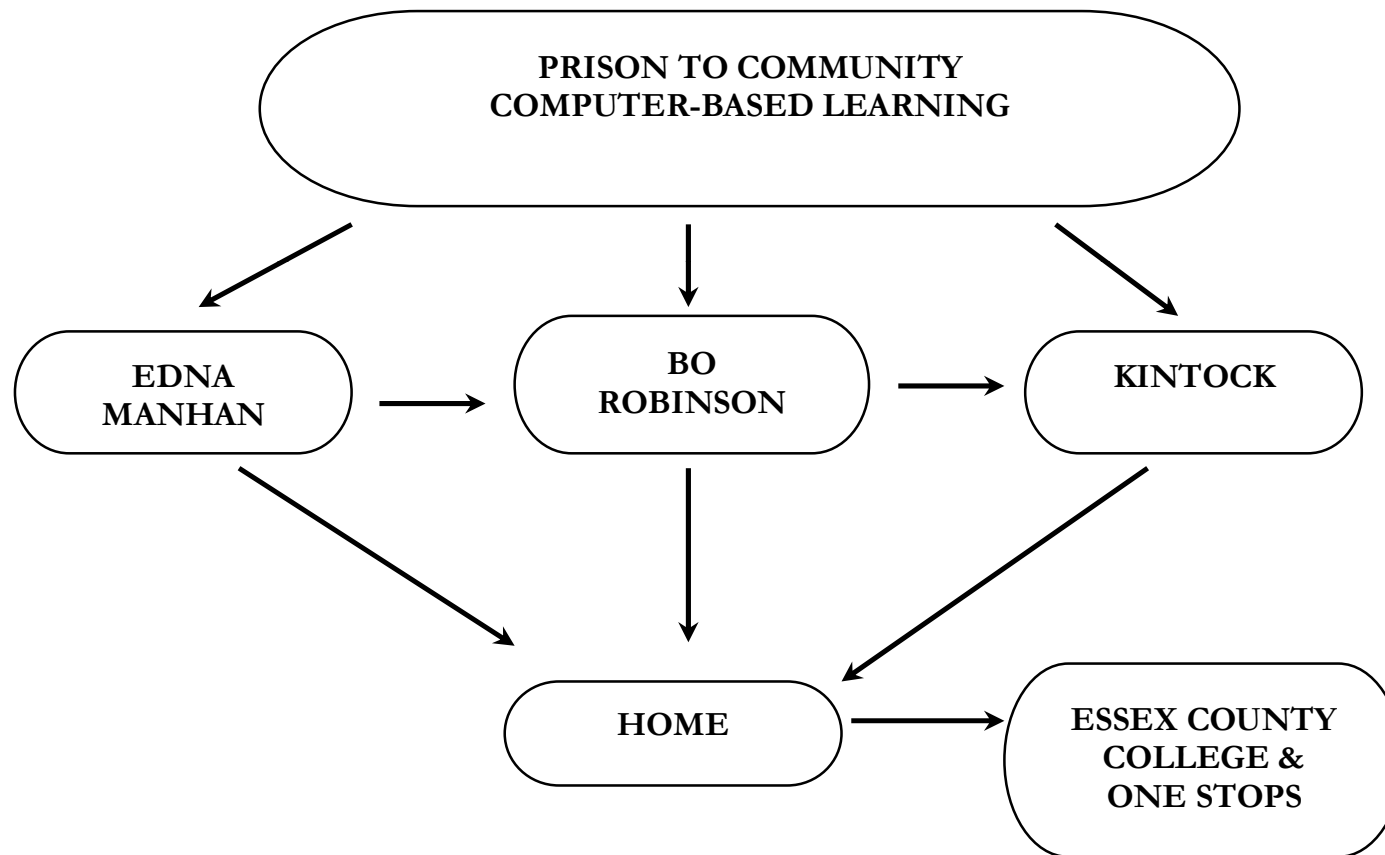 PRISON TO COMMUNITY
COMPUTER-BASED LEARNING
EDNA
MANHAN
BO
ROBINSON
KINTOCK
HOME
ESSEX COUNTY
COLLEGE &
ONE STOPS